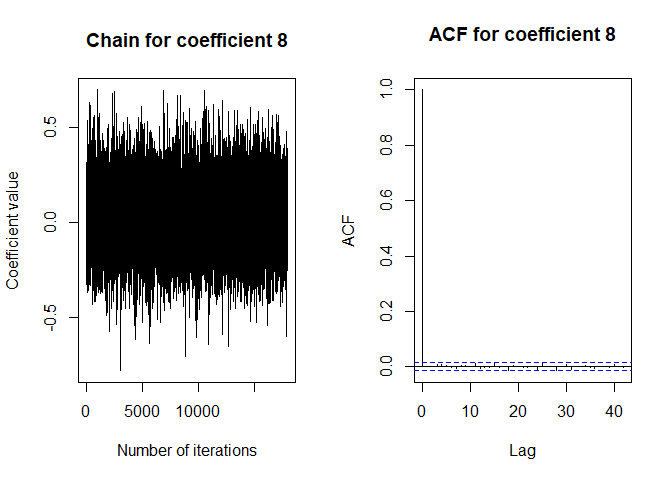 Chain for coefficient 8
Coefficient value
0.5
0.0
-0.5
0
5000
10000
Number of iterations
ACF for coefficient 8
ACF
1.0
0.8
0.6
0.4
0.2
0.0
0
10
20
30
40
Lag